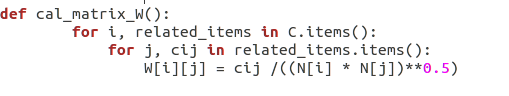 def cal_matrix_W():
        for i, related_items in C.items():
            for j, cij in related_items.items():
                W[i][j] = cij /((N[i] * N[j])**0.5)